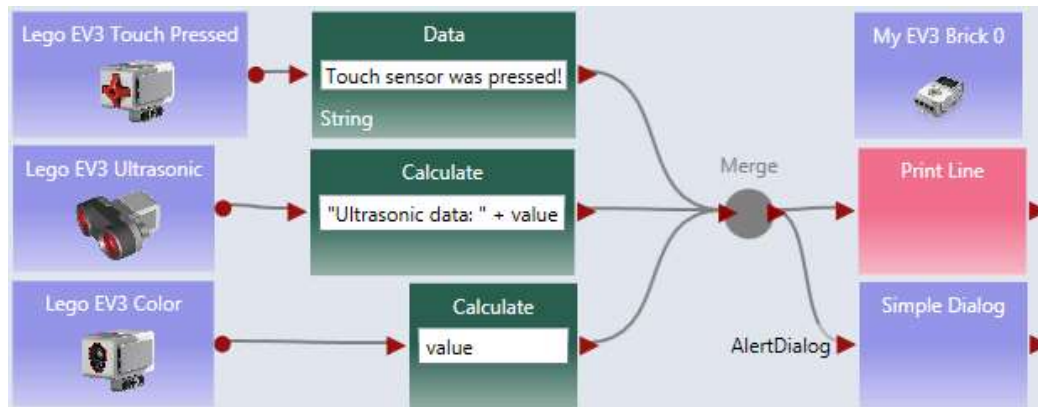 Lego EV3 Touch Pressed
Data
Touch sensor was pressed!
String
My EV3 Brick 0
Lego EV3 Ultrasonic
Calculate
"Ultrasonic data: " + value
Merge
Print Line
Lego EV3 Color
Calculate
value
AlertDialog
Simple Dialog